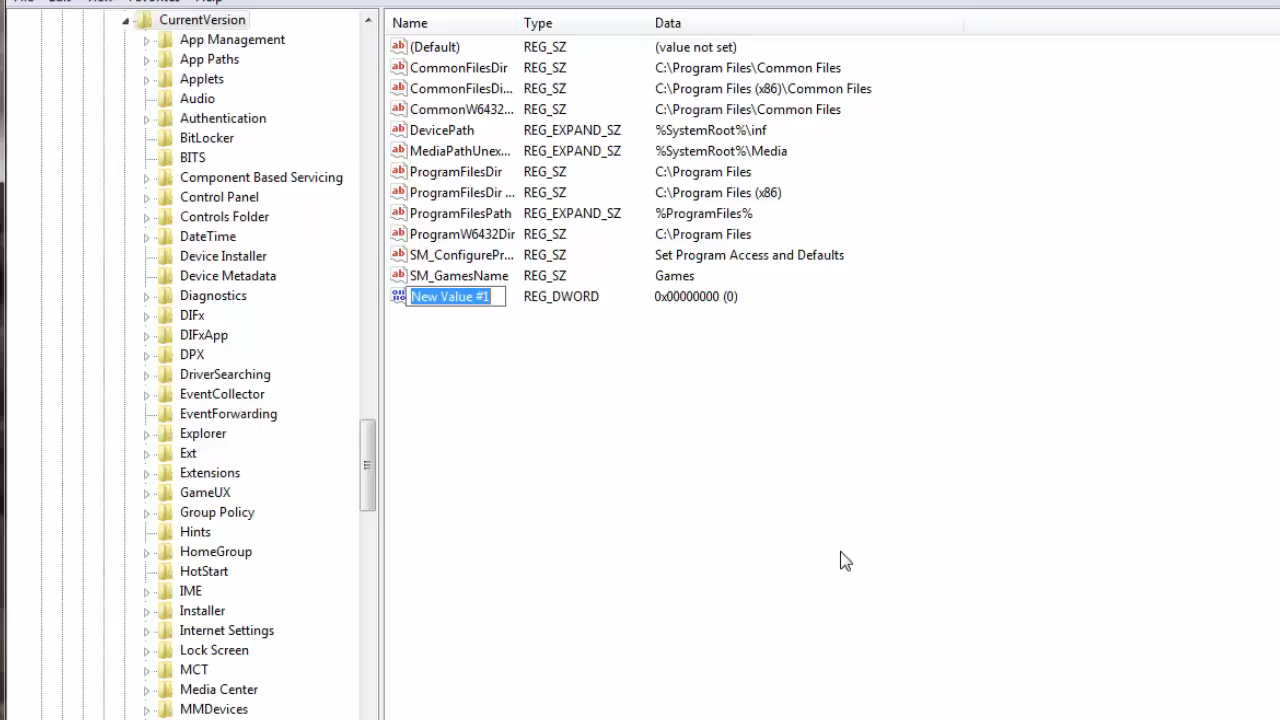 File Edit View Favorites Help
CurrentVersion
App Management
App Paths
Applets
Audio
Authentication
BitLocker
BITS
Component Based Servicing
Control Panel
Controls Folder
DateTime
Device Installer
Device Metadata
Diagnostics
DIFx
DIFxApp
DPX
DriverSearching
EventCollector
EventForwarding
Explorer
Ext
Extensions
GameUX
Group Policy
Hints
HomeGroup
HotStart
IME
Installer
Internet Settings
Lock Screen
MCT
Media Center
MMDevices
Name Type Data
(Default) REG_SZ (value not set)
CommonFilesDir REG_SZ C:\Program Files\Common Files
CommonFilesDi... REG_SZ C:\Program Files (x86)\Common Files
CommonW6432... REG_SZ C:\Program Files\Common Files
DevicePath REG_EXPAND_SZ %SystemRoot%\inf
MediaPathUnex... REG_EXPAND_SZ %SystemRoot%\Media
ProgramFilesDir REG_SZ C:\Program Files
ProgramFilesDir ... REG_SZ C:\Program Files (x86)
ProgramFilesPath REG_EXPAND_SZ %ProgramFiles%
ProgramW6432Dir REG_SZ C:\Program Files
SM_ConfigurePr... REG_SZ Set Program Access and Defaults
SM_GamesName REG_SZ Games
New Value #1 REG_DWORD 0x00000000 (0)